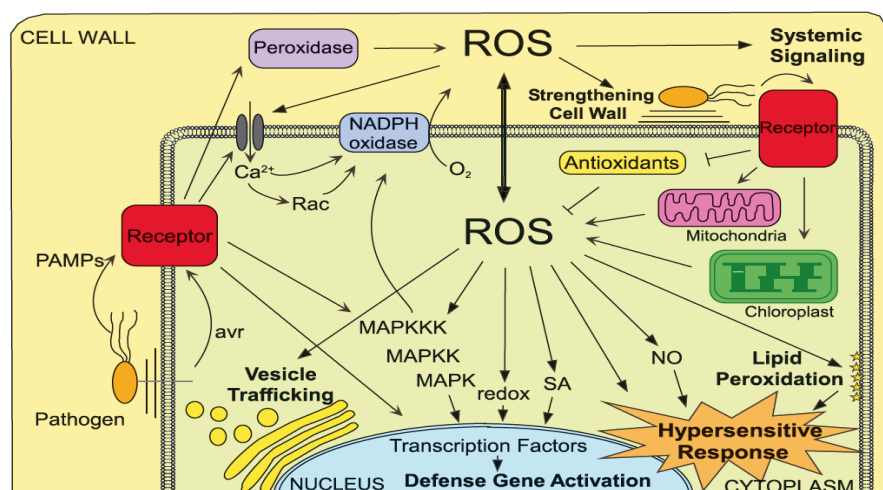 CELL WALL
Peroxidase
ROS
Systemic
Signaling
Strengthening
Cell Wall
Receptor
NADPH
oxidase
Ca²⁺
O₂
Rac
Antioxidants
Receptor
PAMPs
ROS
Mitochondria
Chloroplast
avr
MAPKKK
MAPKK
MAPK
redox
SA
NO
Lipid
Peroxidation
Vesicle
Trafficking
Pathogen
Hypersensitive
Response
Transcription Factors
Defense Gene Activation
NUCLEUS
CYTOPLASM